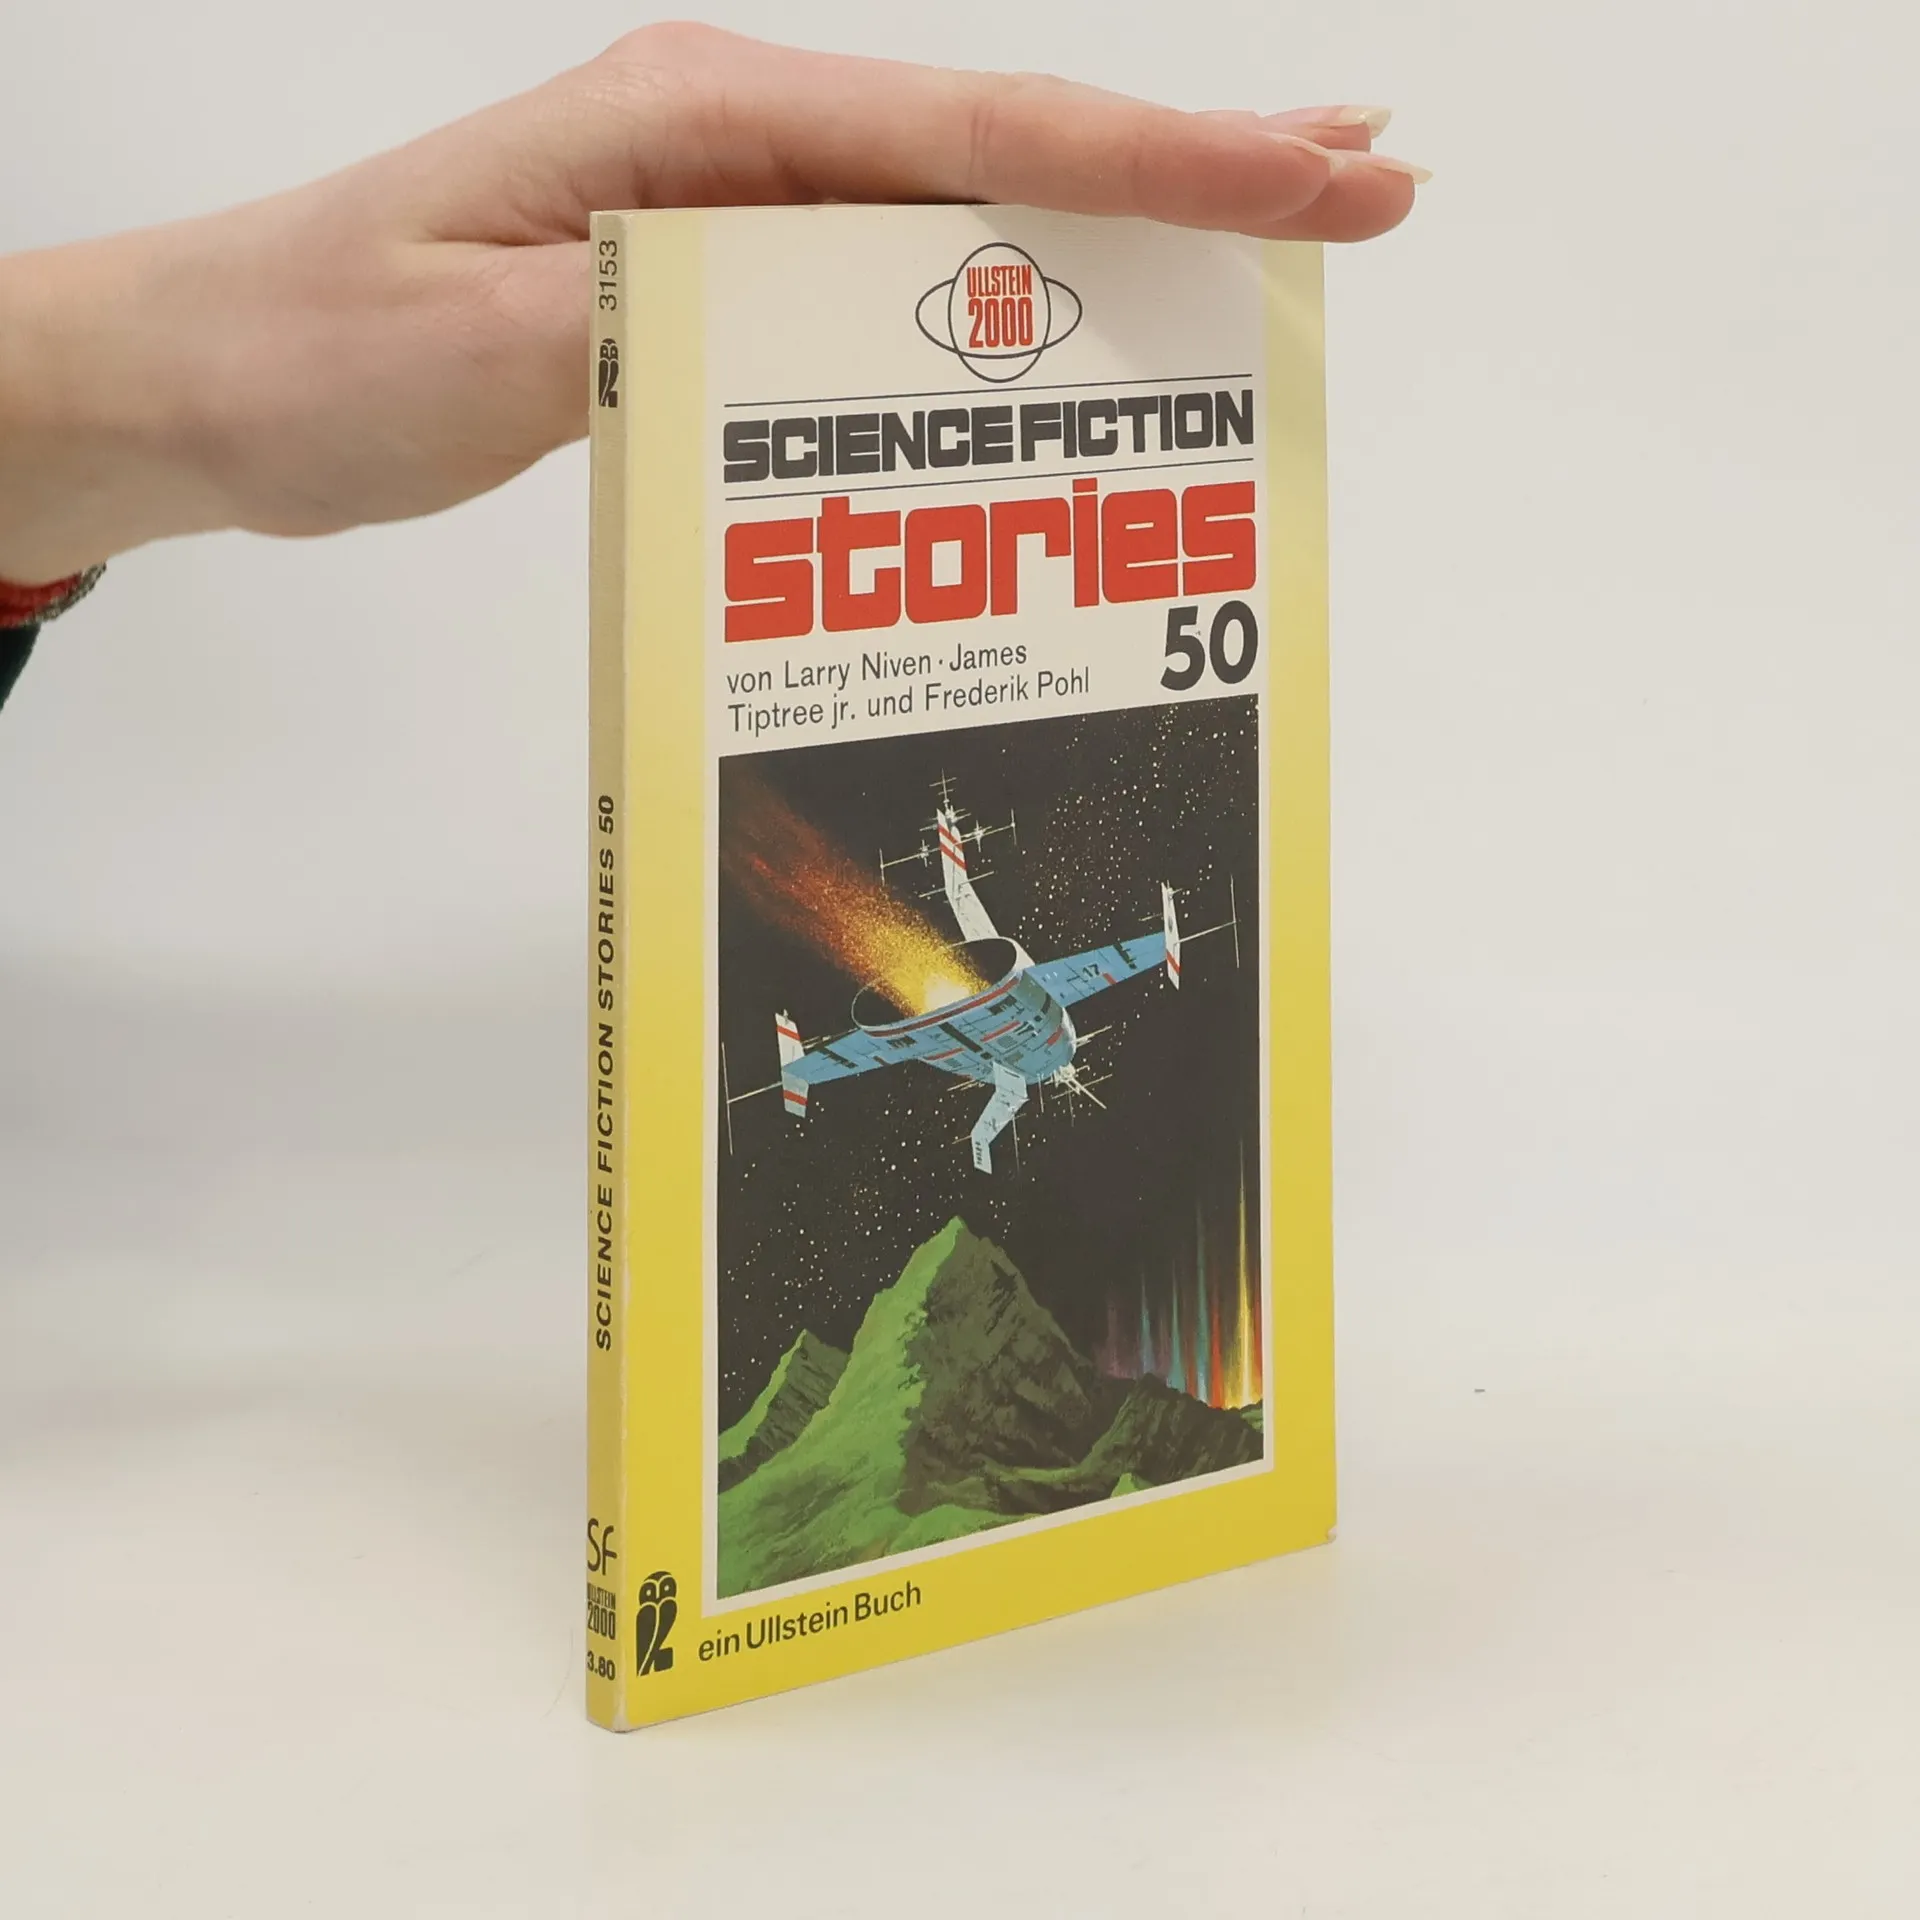 ULLSTEIN
2000
SCIENCE FICTION
stories
50
von Larry Niven · James
Tiptree jr. und Frederik Pohl
17
ein Ullstein Buch
3153
SCIENCE FICTION STORIES 50
Sf
ULLSTEIN
2000
3.80